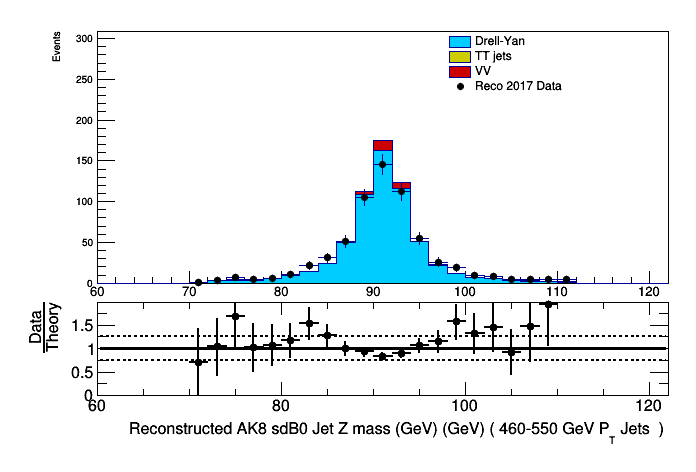 Events
300
250
200
150
100
50
0
Drell-Yan
TT jets
VV
Reco 2017 Data
60 70 80 90 100 110 120
Data
Theory
1.5
1
0.5
0
60 80 100 120
Reconstructed AK8 sdB0 Jet Z mass (GeV) (GeV) ( 460-550 GeV P_T Jets )